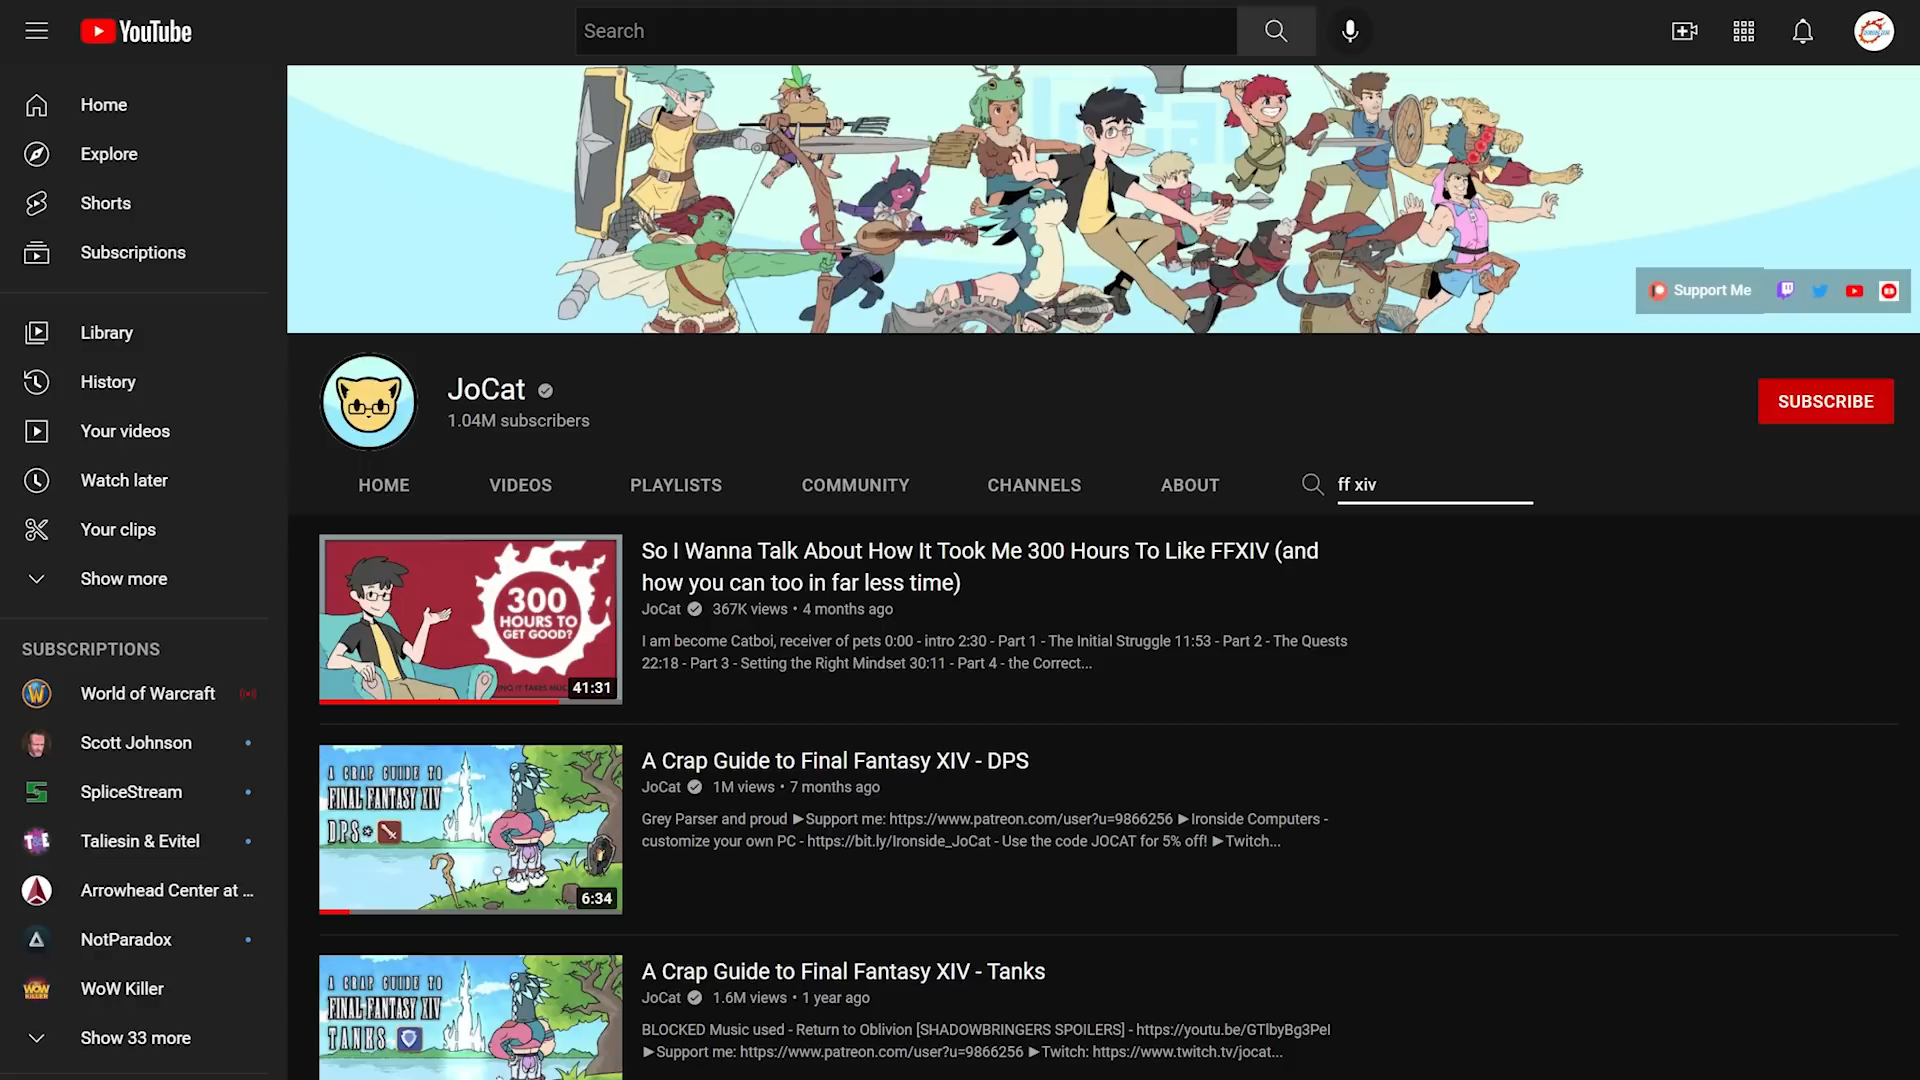 YouTube
Search
Home
Explore
Shorts
Subscriptions
Library
History
Your videos
Watch later
Your clips
Show more
SUBSCRIPTIONS
World of Warcraft
Scott Johnson
SpliceStream
Taliesin & Evitel
Arrowhead Center at ...
NotParadox
WoW Killer
Show 33 more
JoCat
Support Me
JoCat
1.04M subscribers
SUBSCRIBE
HOME VIDEOS PLAYLISTS COMMUNITY CHANNELS ABOUT ff xiv
300
HOURS TO
GET GOOD?
41:31
So I Wanna Talk About How It Took Me 300 Hours To Like FFXIV (and
how you can too in far less time)
JoCat 367K views • 4 months ago
I am become Catboi, receiver of pets 0:00 - intro 2:30 - Part 1 - The Initial Struggle 11:53 - Part 2 - The Quests
22:18 - Part 3 - Setting the Right Mindset 30:11 - Part 4 - the Correct...
A CRAP GUIDE TO
FINAL FANTASY XIV
DPS
6:34
A Crap Guide to Final Fantasy XIV - DPS
JoCat 1M views • 7 months ago
Grey Parser and proud ►Support me: https://www.patreon.com/user?u=9866256 ►Ironside Computers -
customize your own PC - https://bit.ly/Ironside_JoCat - Use the code JOCAT for 5% off! ►Twitch...
A CRAP GUIDE TO
FINAL FANTASY XIV
TANKS
A Crap Guide to Final Fantasy XIV - Tanks
JoCat 1.6M views • 1 year ago
BLOCKED Music used - Return to Oblivion [SHADOWBRINGERS SPOILERS] - https://youtu.be/GTlbyBg3PeI
►Support me: https://www.patreon.com/user?u=9866256 ►Twitch: https://www.twitch.tv/jocat...